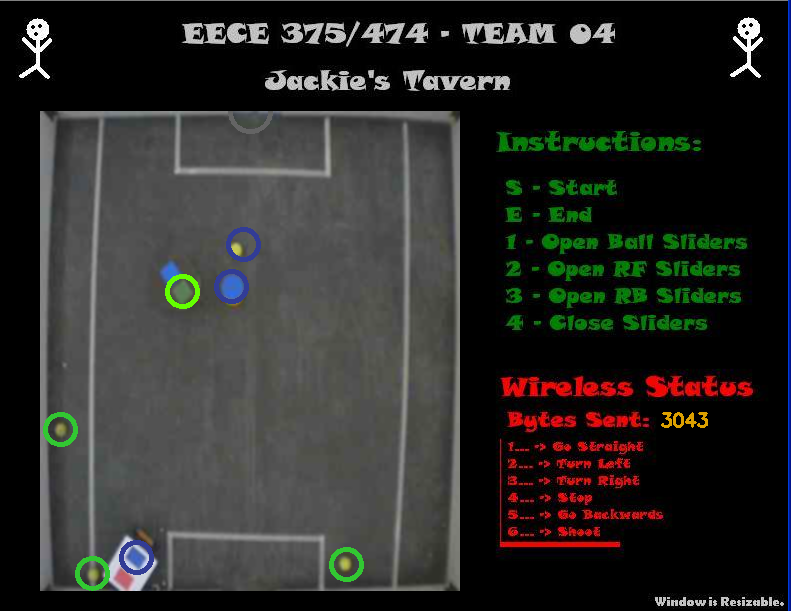 EECE 375/474 - TEAM 04
Jackie's Tavern
Instructions:
S - Start
E - End
1 - Open Ball Sliders
2 - Open RF Sliders
3 - Open RB Sliders
4 - Close Sliders
Wireless Status
Bytes Sent: 3043
1... -> Go Straight
2... -> Turn Left
3... -> Turn Right
4... -> Stop
5... -> Go Backwards
6... -> Shoot
Window is Resizable.